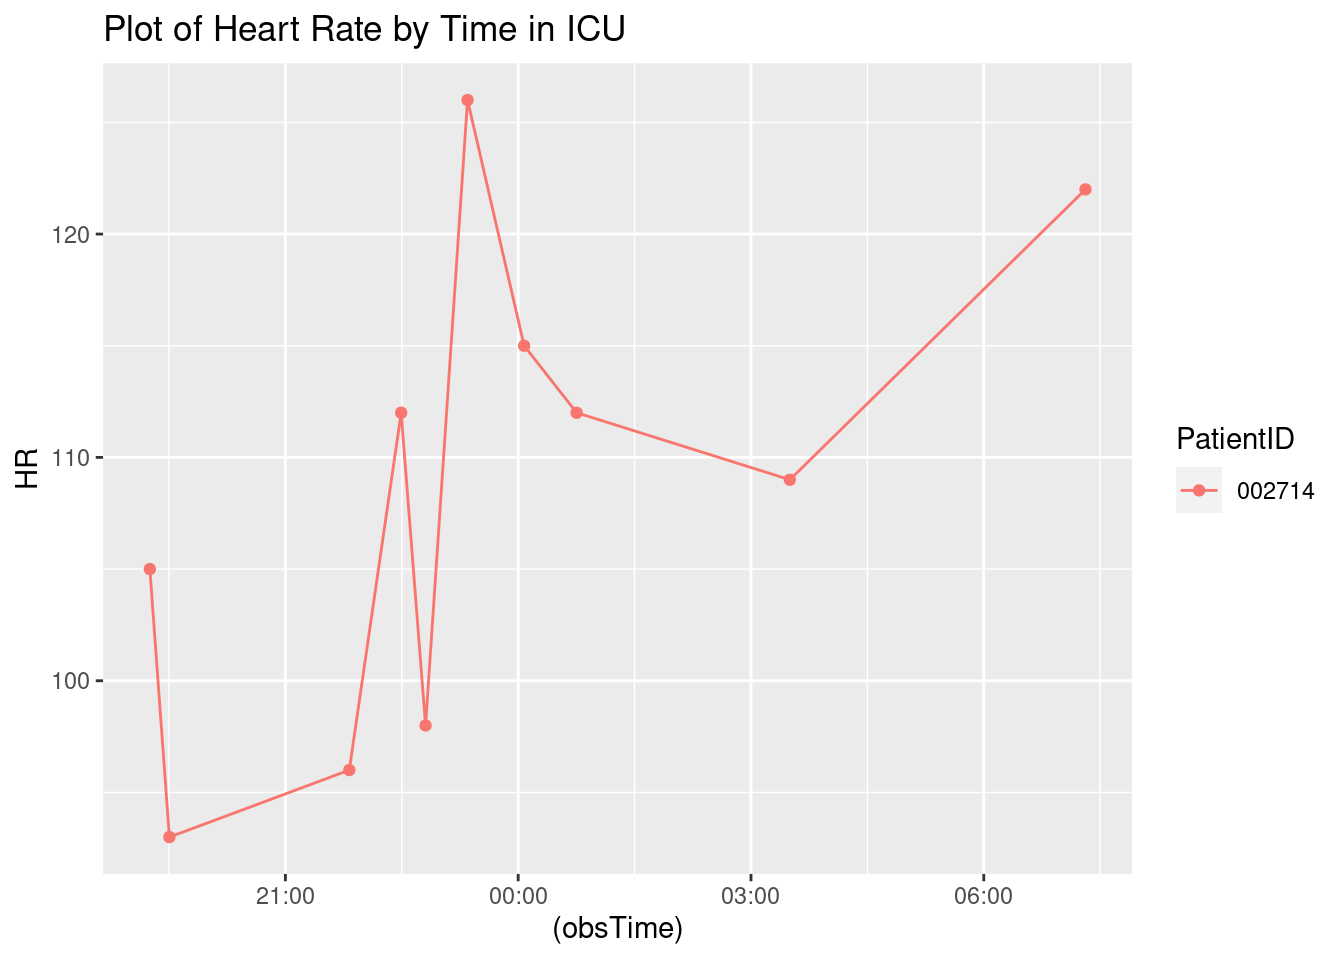 Plot of Heart Rate by Time in ICU
120
110
100
HR
21:00 00:00 03:00 06:00
(obsTime)
PatientID
002714